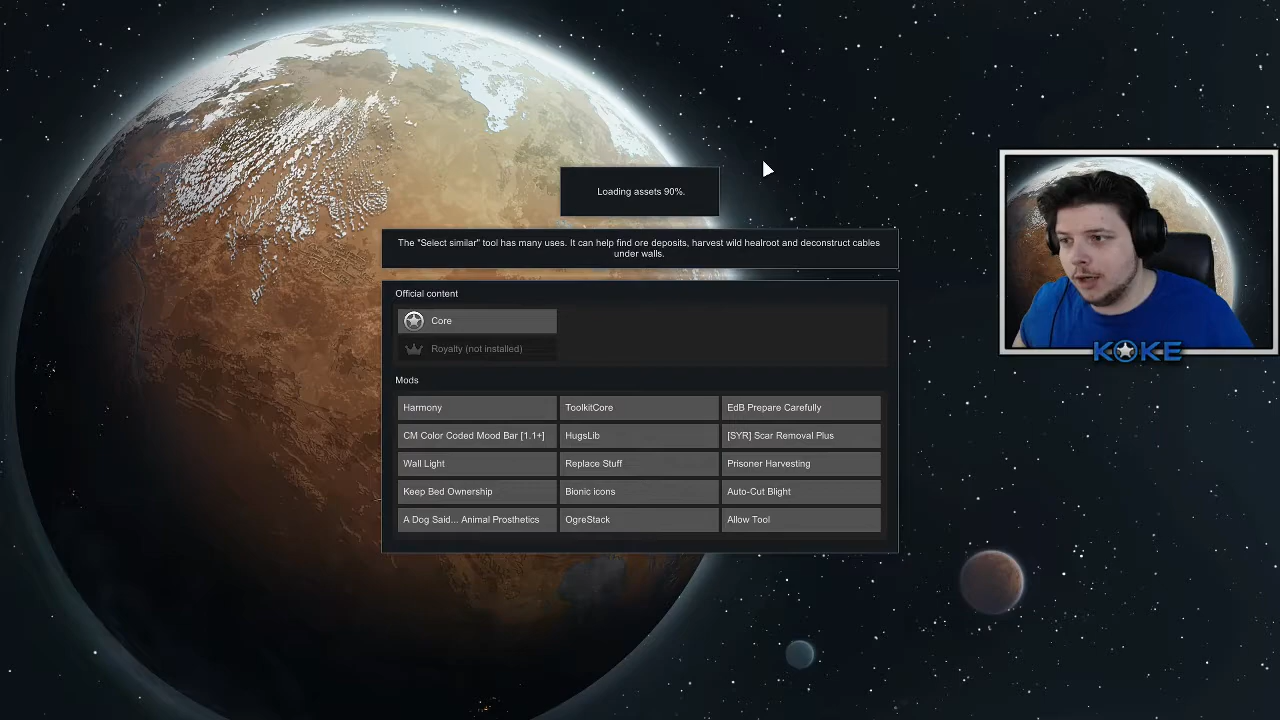 Loading assets 90%.
The "Select similar" tool has many uses. It can help find ore deposits, harvest wild healroot and deconstruct cables
under walls.
Official content
Core
Royalty (not installed)
Mods
Harmony
ToolkitCore
EdB Prepare Carefully
CM Color Coded Mood Bar [1.1+]
HugsLib
[SYR] Scar Removal Plus
Wall Light
Replace Stuff
Prisoner Harvesting
Keep Bed Ownership
Bionic icons
Auto-Cut Blight
A Dog Said... Animal Prosthetics
OgreStack
Allow Tool
KOKE